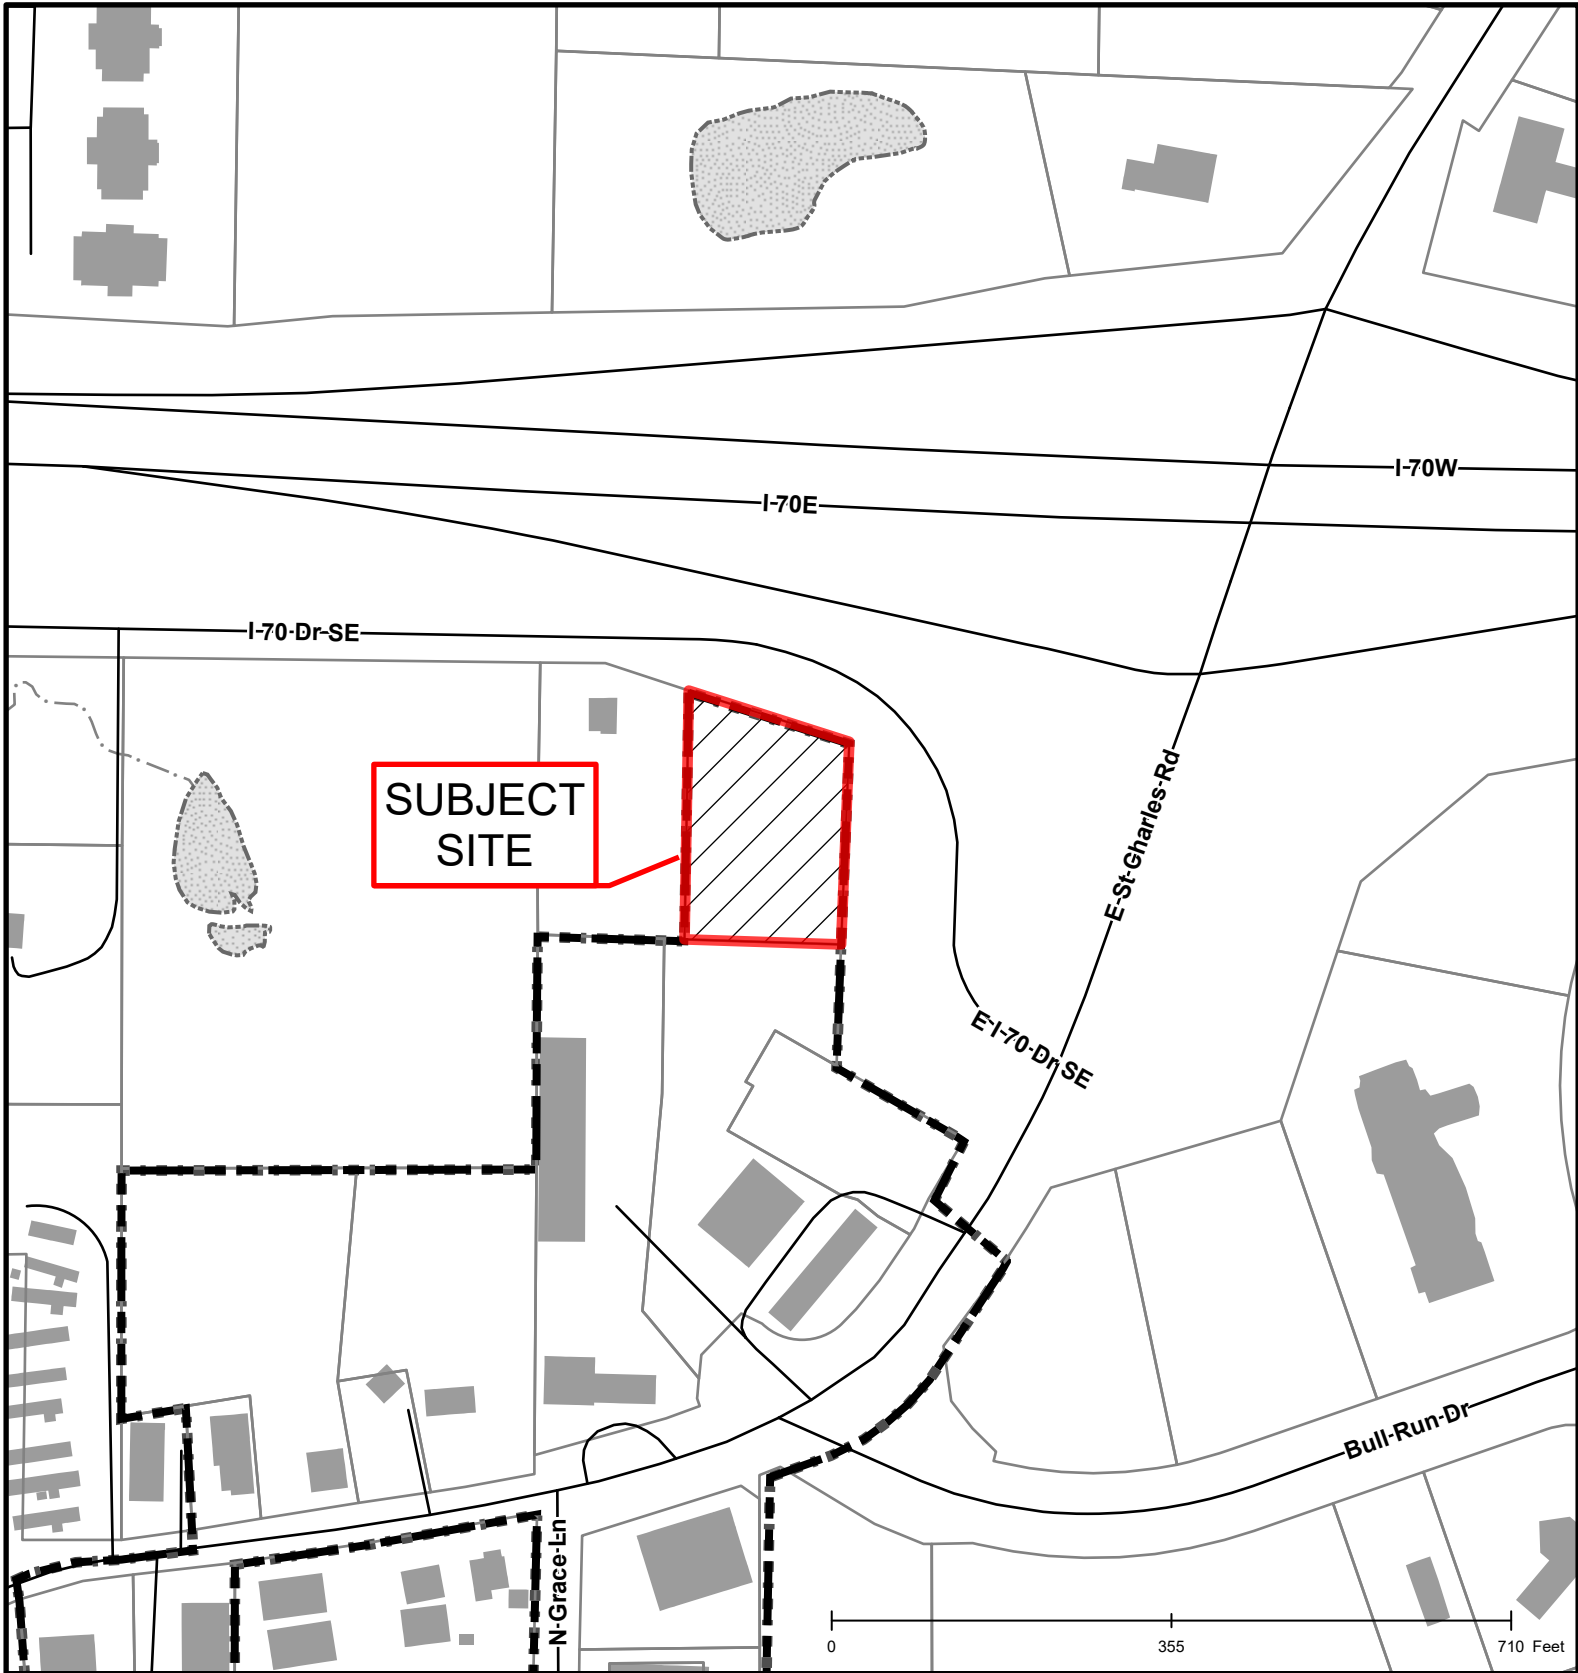 I-70W
I-70E
I-70-Dr-SE
SUBJECT
SITE
E-St-Charles-Rd
E-I-70-Dr-SE
Bull-Run-Dr
N-Grace-Ln
0 355 710 Feet